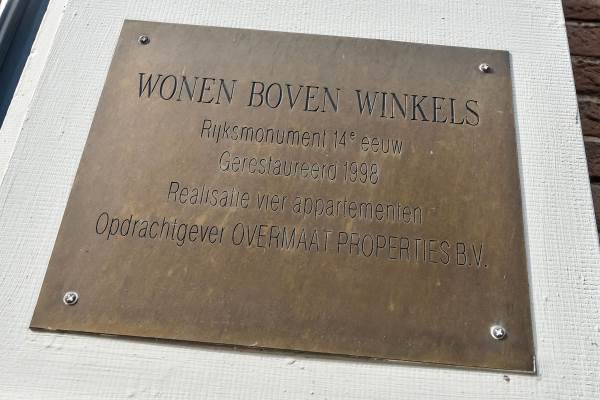 WONEN BOVEN WINKELS
Rijksmonument 14e eeuw
Gerestaureerd 1998
Realisatie vier appartementen
Opdrachtgever OVERMAAT PROPERTIES B.V.